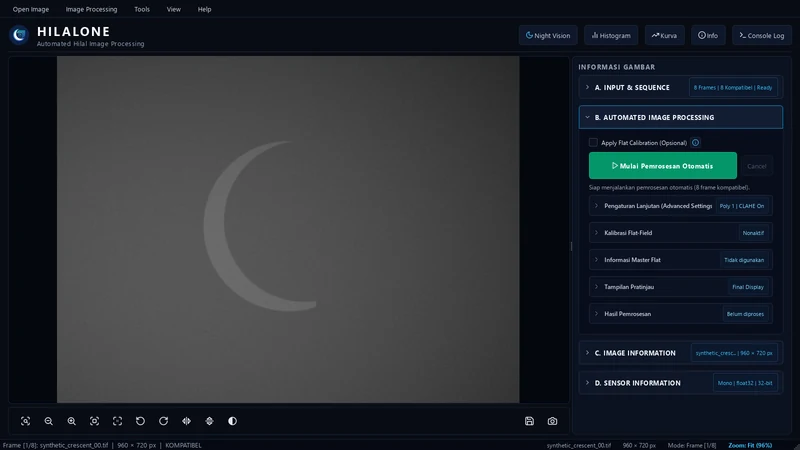 Open Image Image Processing Tools View Help
HILALONE
Automated Hilal Image Processing
Night Vision Histogram Kurva Info Console Log
INFORMASI GAMBAR
A. INPUT & SEQUENCE 8 Frames | 8 Kompatibel | Ready
B. AUTOMATED IMAGE PROCESSING
Apply Flat Calibration (Optional)
Mulai Pemrosesan Otomatis Cancel
Siap menjalankan pemrosesan otomatis (8 frame kompatibel).
Pengaturan Lanjutan (Advanced Settings Poly 1 | CLAHE On
Kalibrasi Flat-Field Nonaktif
Informasi Master Flat Tidak digunakan
Tampilan Pratinjau Final Display
Hasil Pemrosesan Belum diproses
C. IMAGE INFORMATION synthetic_cresc... | 960 × 720 px
D. SENSOR INFORMATION Mono | float32 | 32-bit
Frame [1/8]: synthetic_crescent_00.tif | 960 × 720 px | KOMPATIBEL synthetic_crescent_00.tif 960 × 720 px Mode: Frame [1/8] Zoom: Fit (96%)